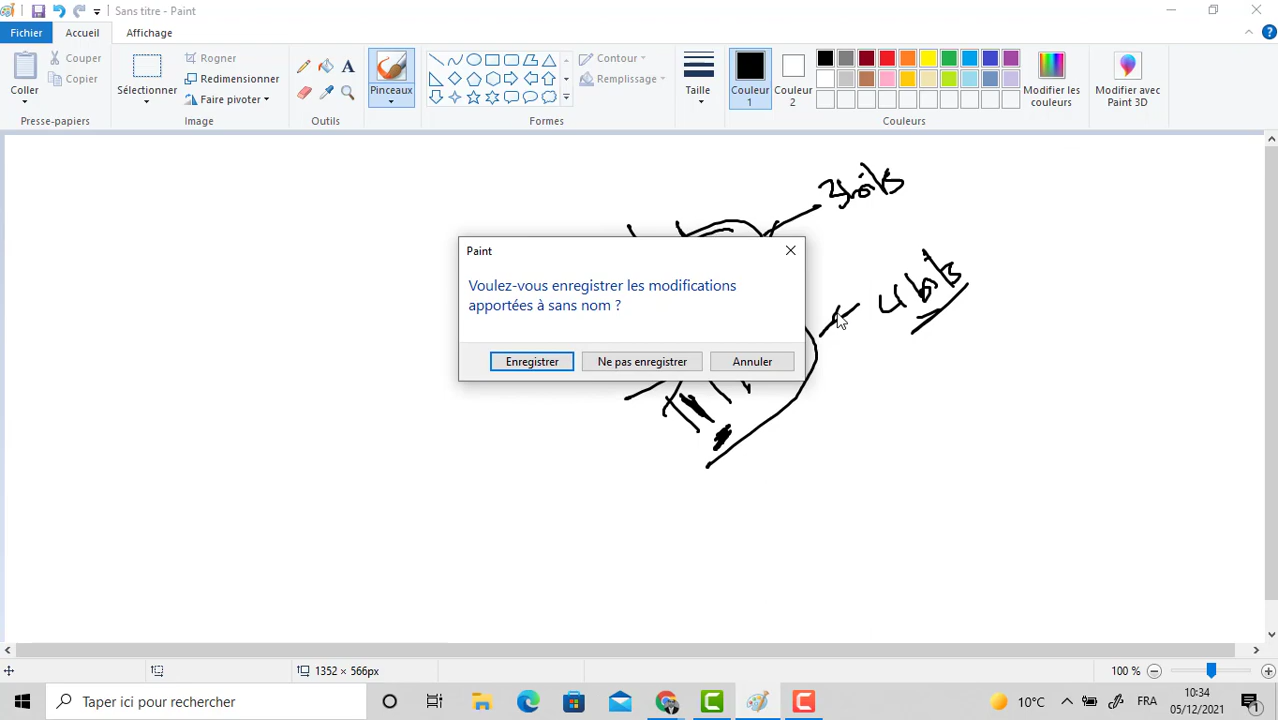 Sans titre - Paint
Fichier Accueil Affichage
Coller
Couper
Copier
Presse-papiers
Sélectionner
Rogner
Redimensionner
Faire pivoter
Image
A
Outils
Pinceaux
Contour
Remplissage
Formes
Taille
Couleur 1
Couleur 2
Modifier les couleurs
Couleurs
Modifier avec Paint 3D
4 bits
Paint
Voulez-vous enregistrer les modifications
apportées à sans nom ?
Enregistrer Ne pas enregistrer Annuler
1352 × 566px
100 %
Taper ici pour rechercher
10°C
FRA
10:34
05/12/2021
1